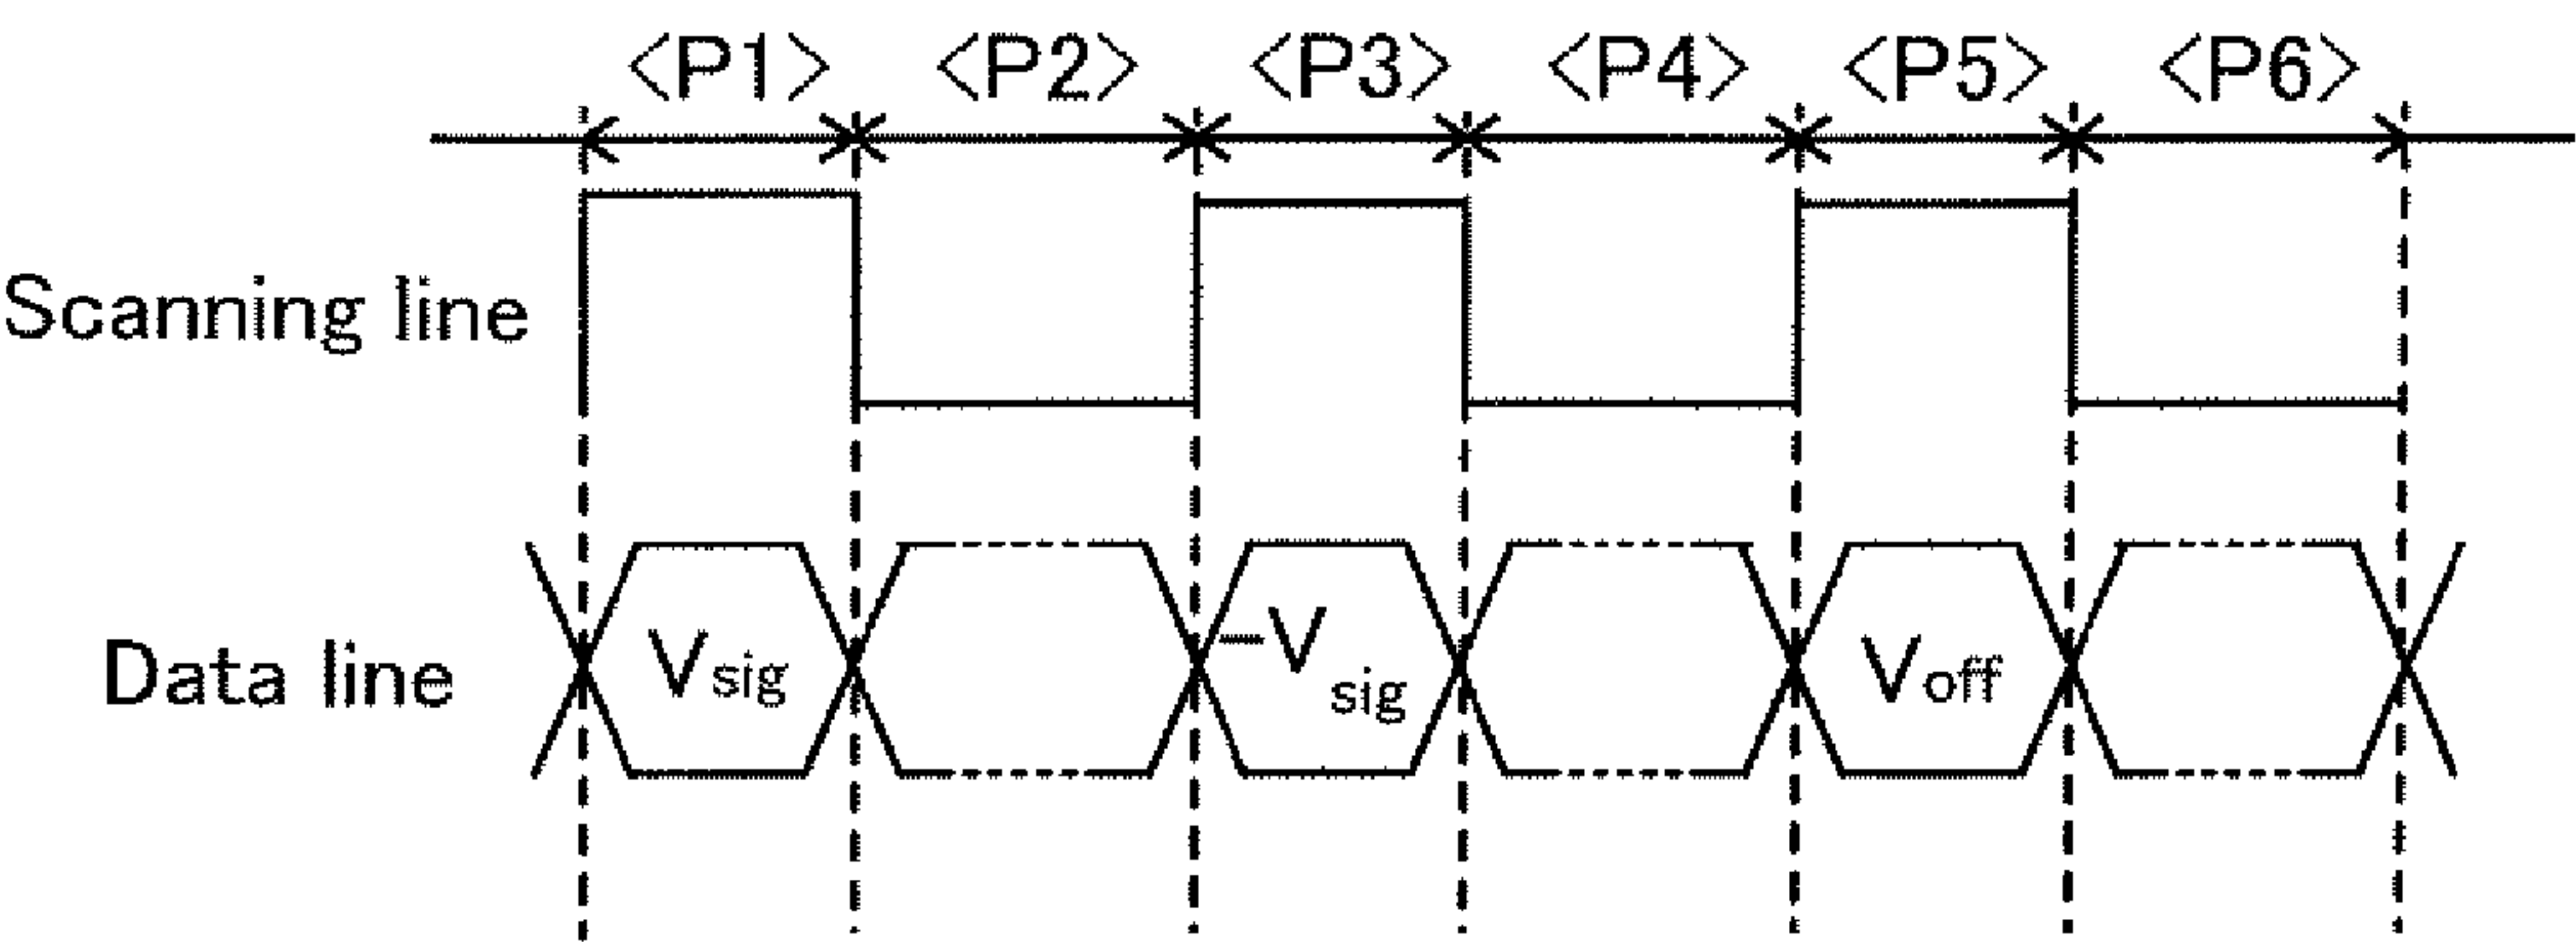 <P1> <P2> <P3> <P4> <P5> <P6>
Scanning line
Data line Vsig -Vsig Voff